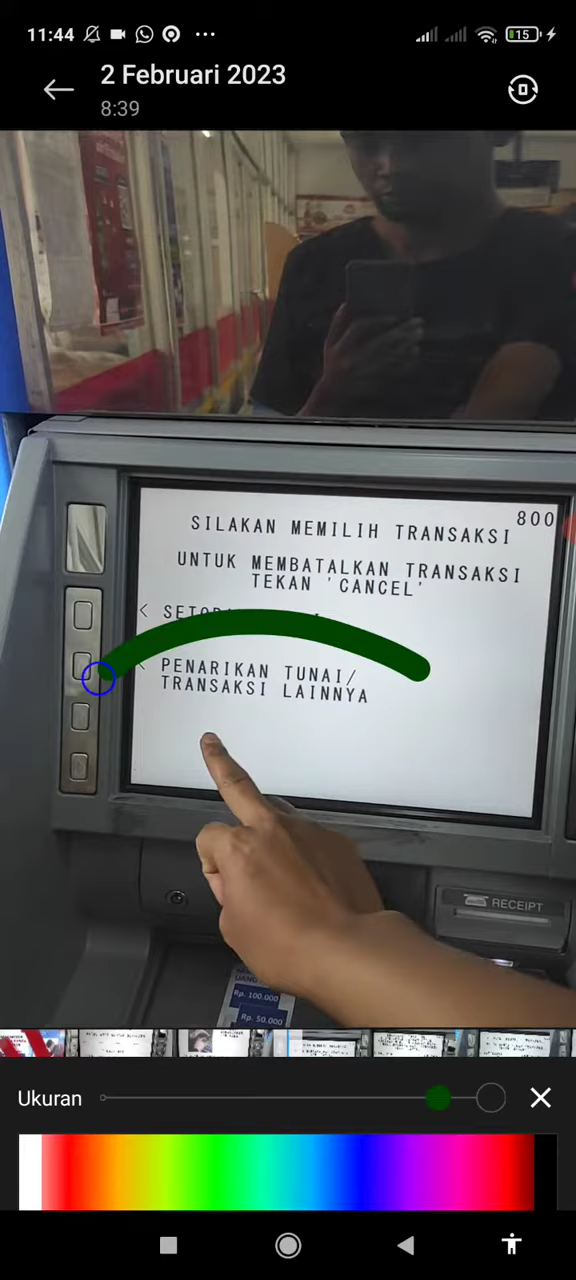 11:44
15
2 Februari 2023
8:39
800
SILAKAN MEMILIH TRANSAKSI
UNTUK MEMBATALKAN TRANSAKSI
TEKAN 'CANCEL'
<
< PENARIKAN TUNAI/
TRANSAKSI LAINNYA
RECEIPT
Rp. 100.000
Rp. 50.000
Ukuran